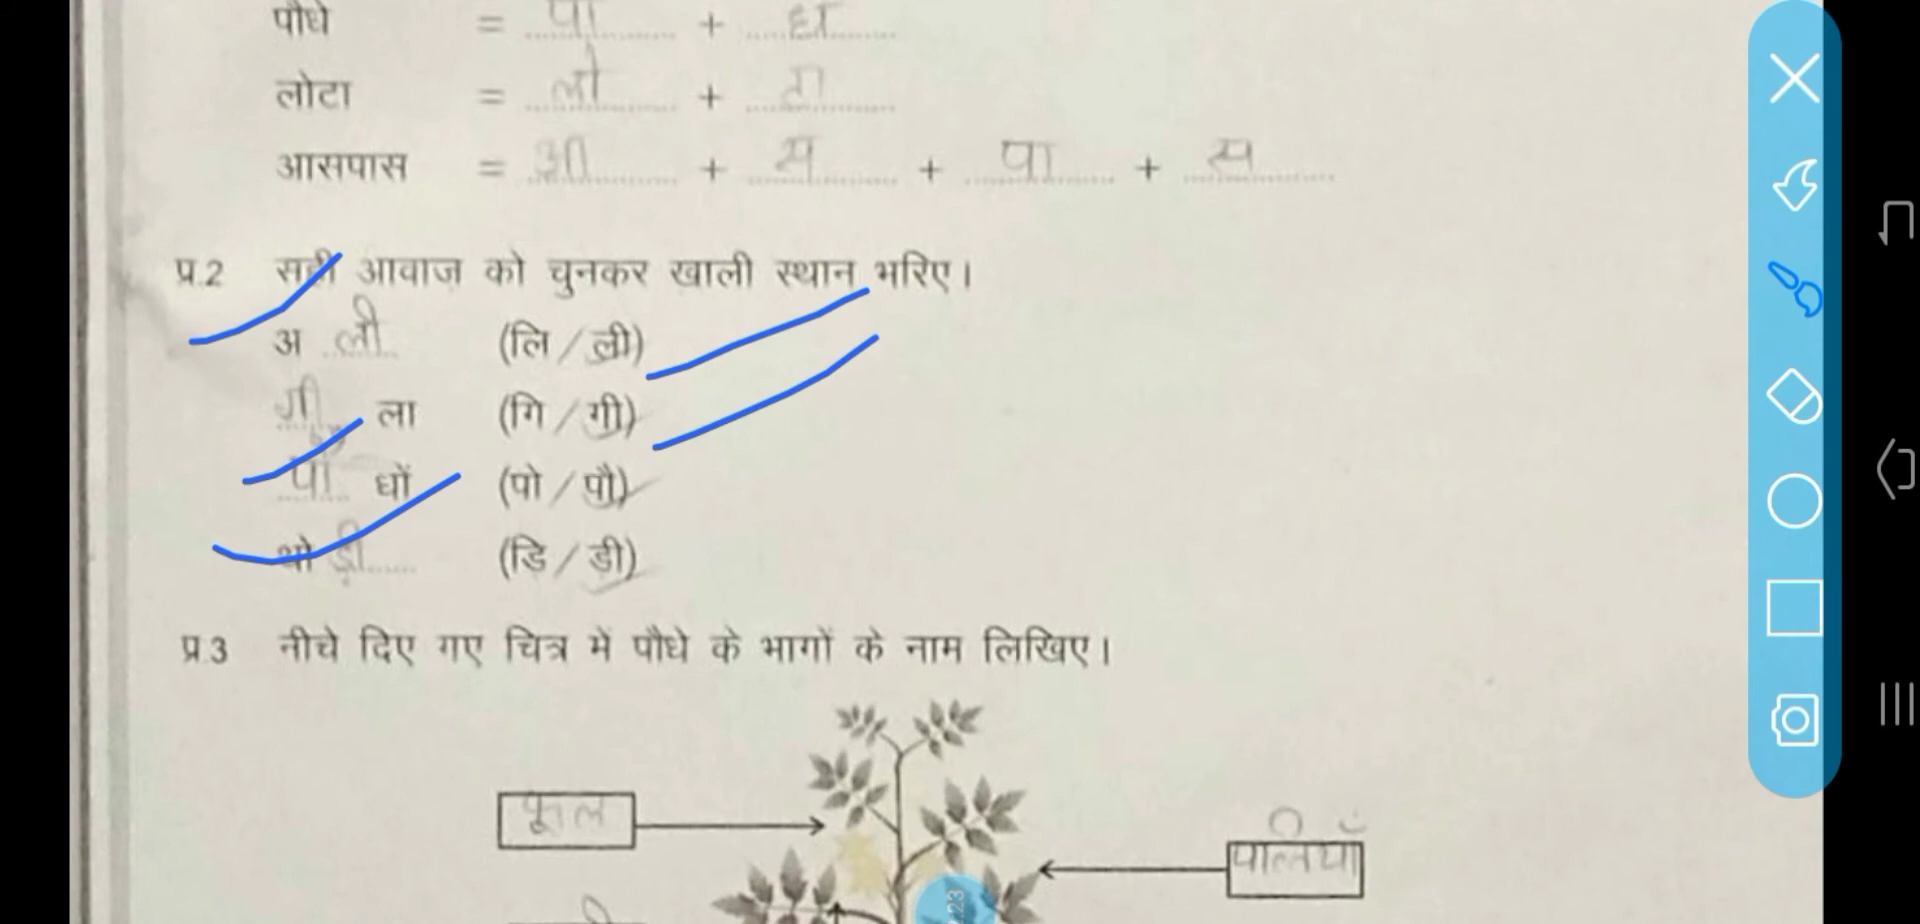 पौधे = पौ + धे
लोटा = लो + टा
आसपास = आ + स + पा + स
प्र.2 सही आवाज़ को चुनकर खाली स्थान भरिए।
अ ली (लि / ली)
गी ला (गि / गी)
पौ धों (पो / पौ)
थो ड़ी (डि / डी)
प्र.3 नीचे दिए गए चित्र में पौधे के भागों के नाम लिखिए।
फूल
पत्तियाँ